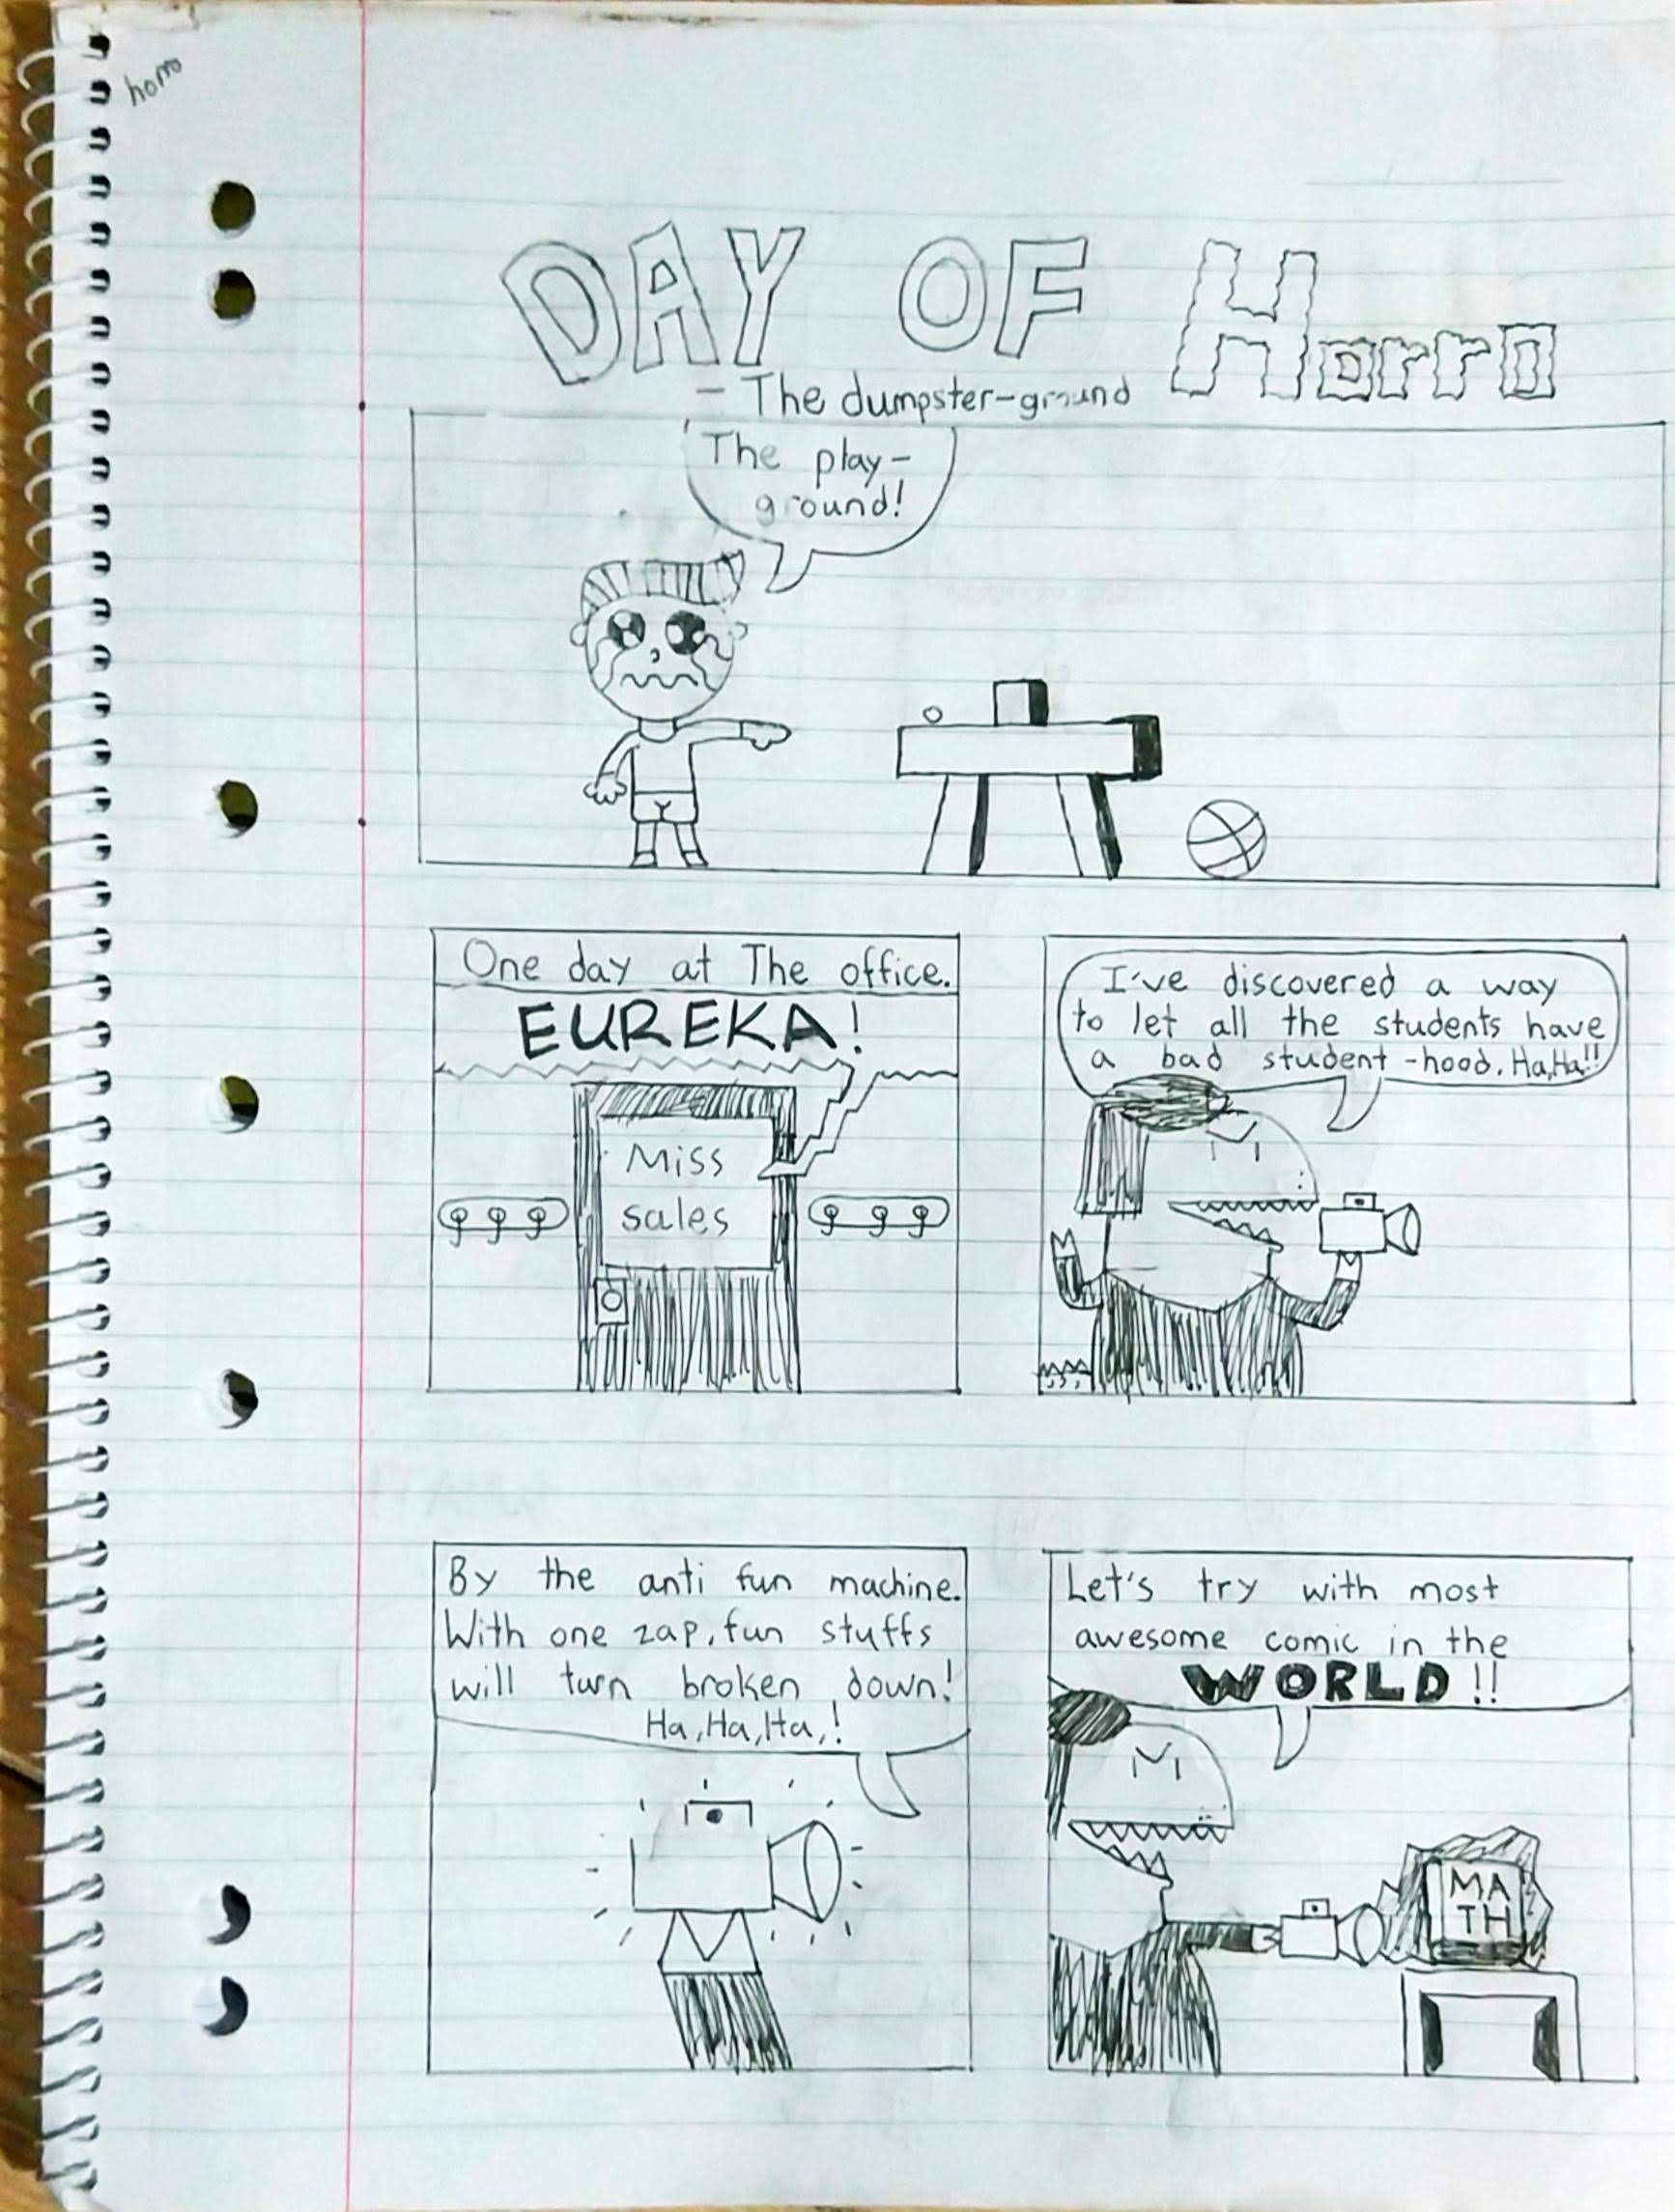 horro
DAY OF Horro
- The dumpster-ground
The play-
ground!
One day at The office.
EUREKA!
Miss
sales
I've discovered a way
to let all the students have
a bad student-hood. Ha,Ha!!
By the anti fun machine.
With one zap, fun stuffs
will turn broken down!
Ha, Ha, Ha,!
Let's try with most
awesome comic in the
WORLD!!
MA
TH